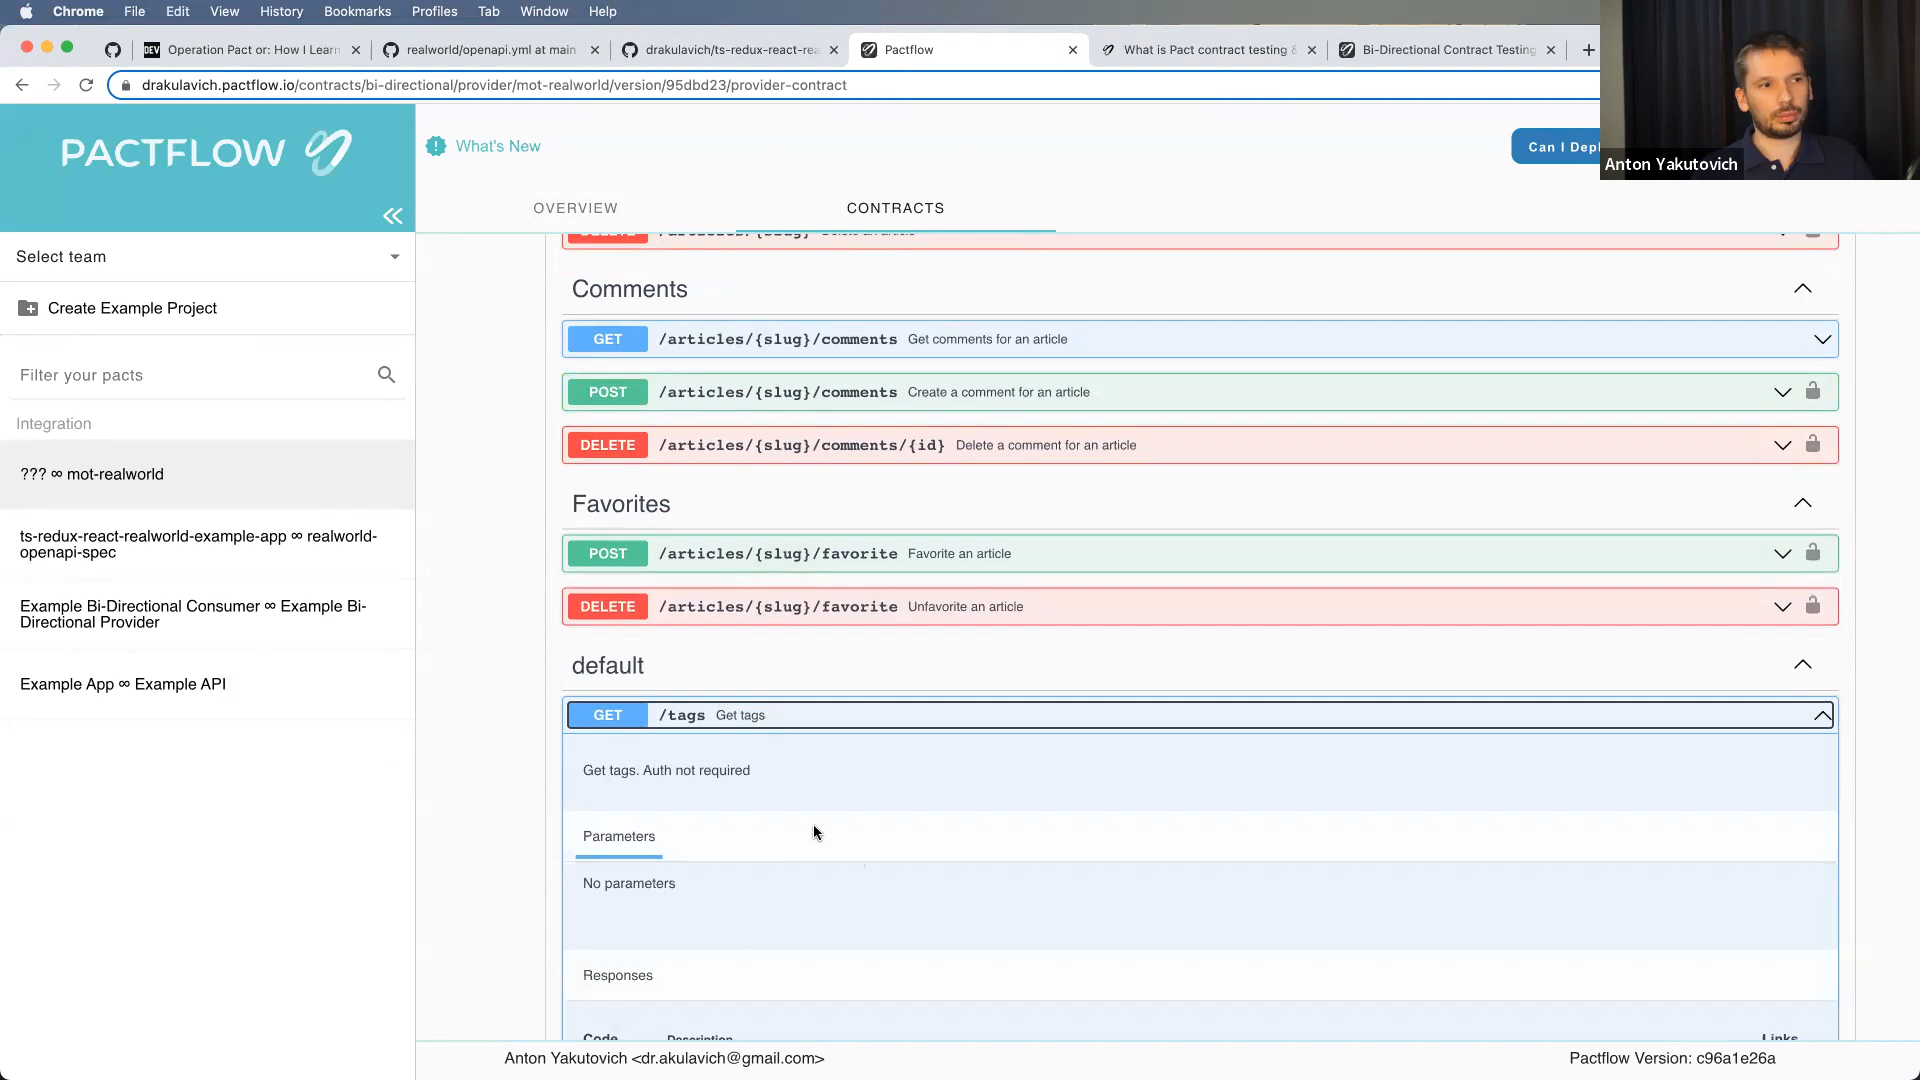 Chrome File Edit View History Bookmarks Profiles Tab Window Help
DEV Operation Pact or: How I Learn
realworld/openapi.yml at main
drakulavich/ts-redux-react-rea
Pactflow
What is Pact contract testing &
Bi-Directional Contract Testing
drakulavich.pactflow.io/contracts/bi-directional/provider/mot-realworld/version/95dbd23/provider-contract
Anton Yakutovich
PACTFLOW
What's New
Can I Depl
OVERVIEW CONTRACTS
Select team
Create Example Project
Filter your pacts
Integration
??? ∞ mot-realworld
ts-redux-react-realworld-example-app ∞ realworld-
openapi-spec
Example Bi-Directional Consumer ∞ Example Bi-
Directional Provider
Example App ∞ Example API
Comments
GET /articles/{slug}/comments Get comments for an article
POST /articles/{slug}/comments Create a comment for an article
DELETE /articles/{slug}/comments/{id} Delete a comment for an article
Favorites
POST /articles/{slug}/favorite Favorite an article
DELETE /articles/{slug}/favorite Unfavorite an article
default
GET /tags Get tags
Get tags. Auth not required
Parameters
No parameters
Responses
Code Description Links
Anton Yakutovich <dr.akulavich@gmail.com>
Pactflow Version: c96a1e26a